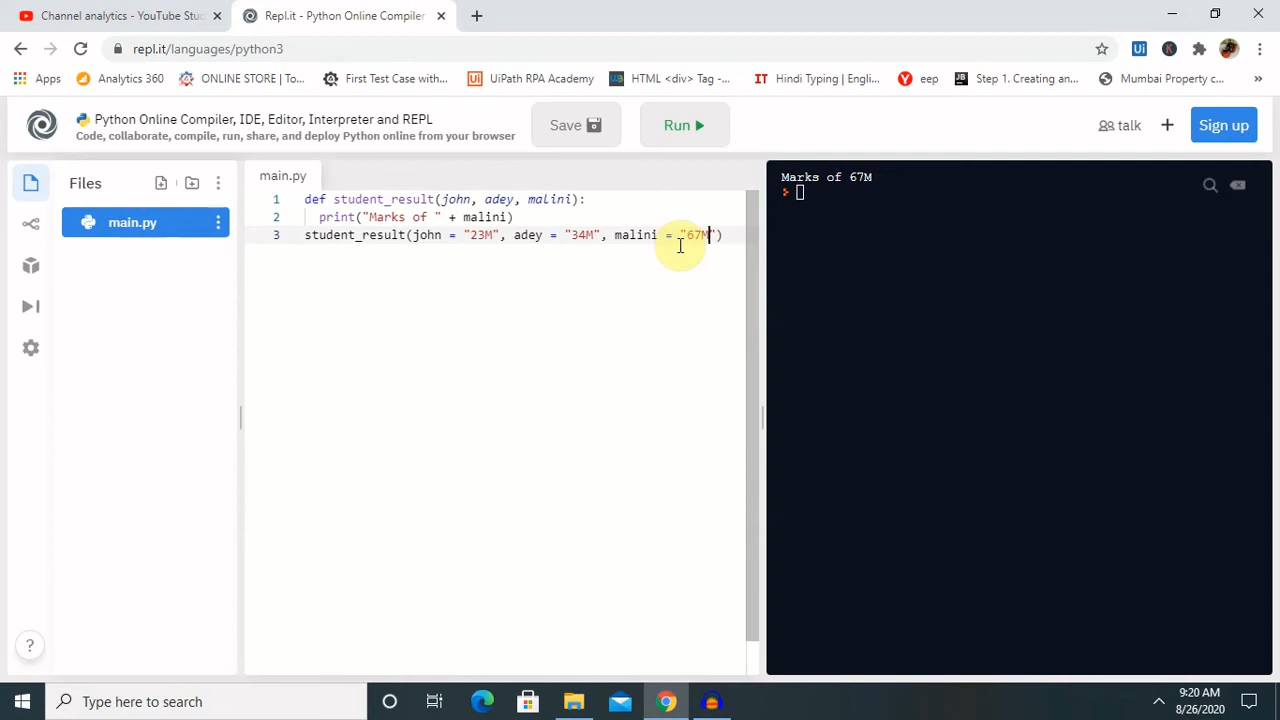 Channel analytics - YouTube Stu
Repl.it - Python Online Compiler
repl.it/languages/python3
Apps
Analytics 360
ONLINE STORE | To...
First Test Case with...
UiPath RPA Academy
HTML <div> Tag -...
Hindi Typing | Engli...
eep
Step 1. Creating an...
Mumbai Property c...
Python Online Compiler, IDE, Editor, Interpreter and REPL
Code, collaborate, compile, run, share, and deploy Python online from your browser
Save
Run
talk
Sign up
Files
main.py
main.py
1 def student_result(john, adey, malini):
2 print("Marks of " + malini)
3 student_result(john = "23M", adey = "34M", malini = "67M")
Marks of 67M
Type here to search
9:20 AM
8/26/2020